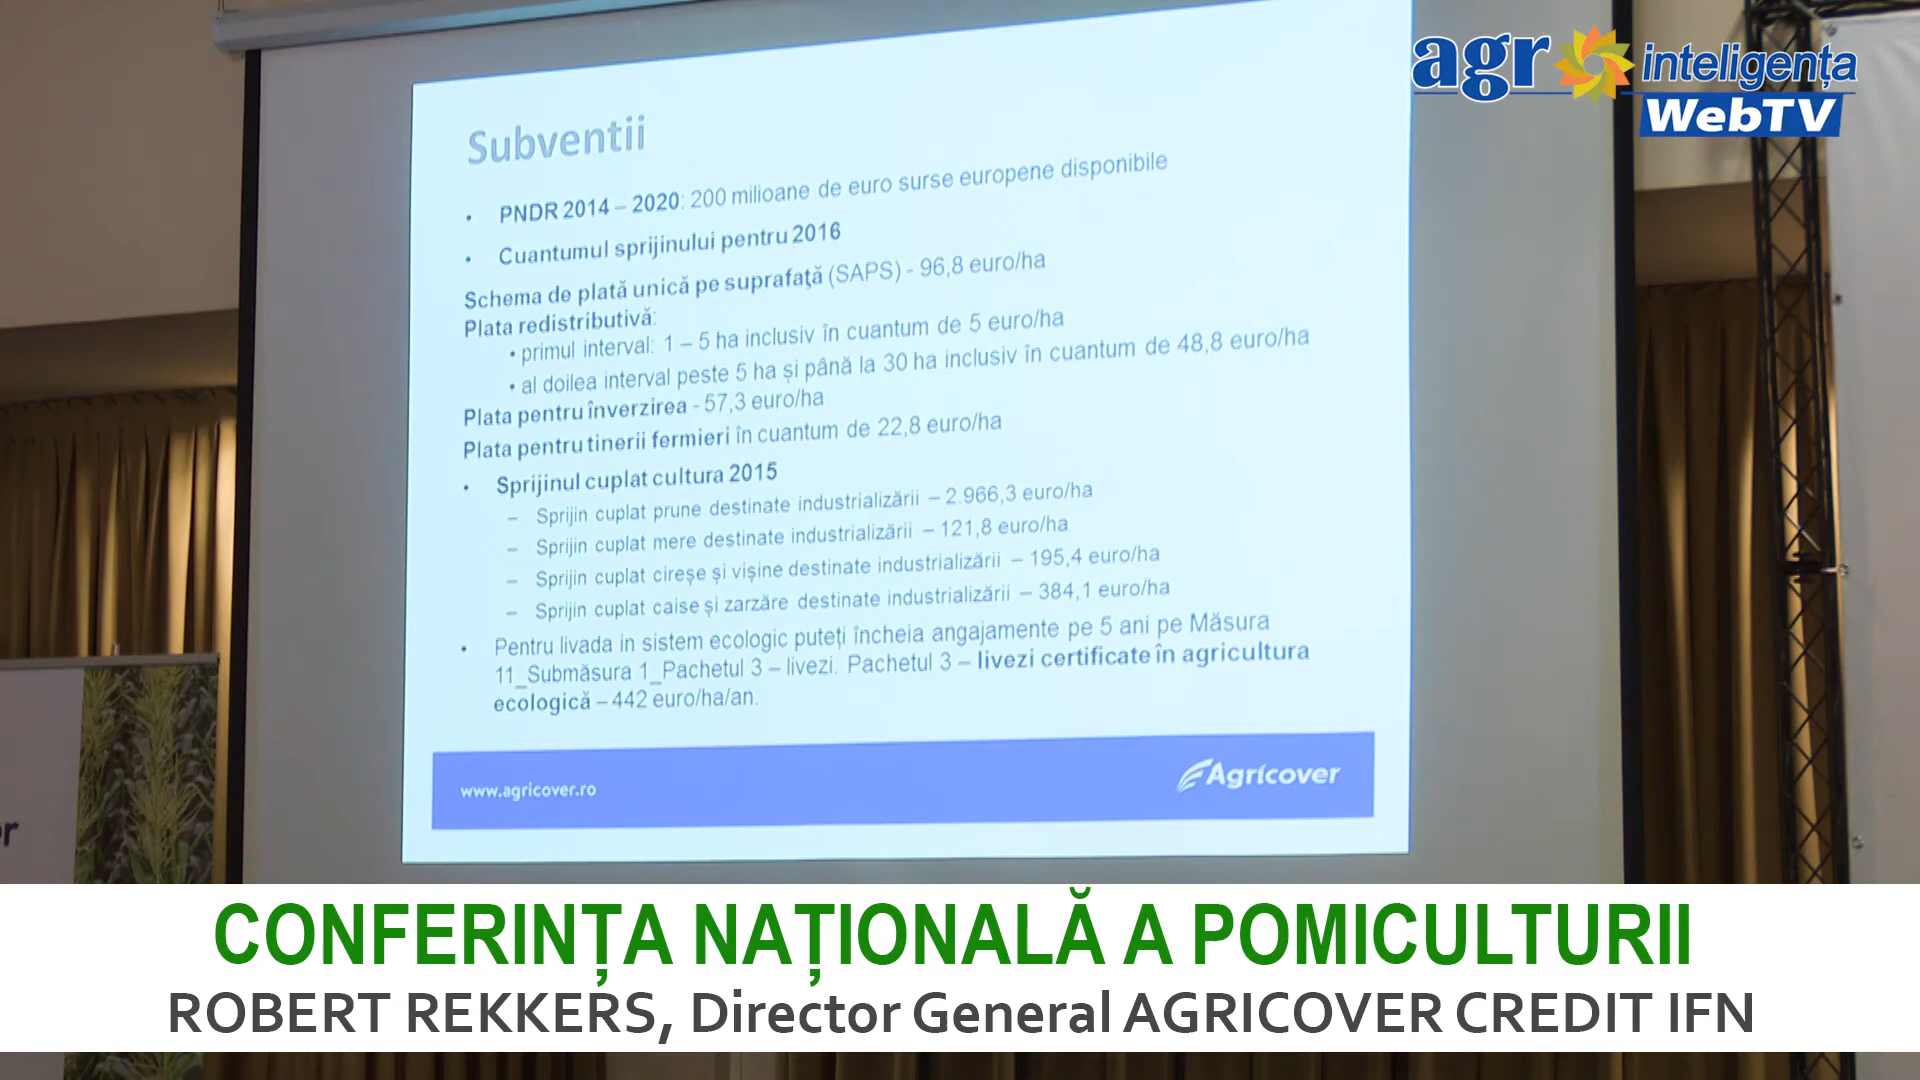 agr inteligența
WebTV
Subventii
• PNDR 2014 – 2020: 200 milioane de euro surse europene disponibile
• Cuantumul sprijinului pentru 2016
Schema de plată unică pe suprafaţă (SAPS) - 96,8 euro/ha
Plata redistributivă:
• primul interval: 1 – 5 ha inclusiv în cuantum de 5 euro/ha
• al doilea interval peste 5 ha și până la 30 ha inclusiv în cuantum de 48,8 euro/ha
Plata pentru înverzirea - 57,3 euro/ha
Plata pentru tinerii fermieri în cuantum de 22,8 euro/ha
• Sprijinul cuplat cultura 2015
– Sprijin cuplat prune destinate industrializării – 2.966,3 euro/ha
– Sprijin cuplat mere destinate industrializării – 121,8 euro/ha
– Sprijin cuplat cireșe și vișine destinate industrializării – 195,4 euro/ha
– Sprijin cuplat caise și zarzăre destinate industrializării – 384,1 euro/ha
• Pentru livada in sistem ecologic puteți încheia angajamente pe 5 ani pe Măsura
11_Submăsura 1_Pachetul 3 – livezi. Pachetul 3 – livezi certificate în agricultura
ecologică – 442 euro/ha/an.
www.agricover.ro
Agricover
CONFERINȚA NAȚIONALĂ A POMICULTURII
ROBERT REKKERS, Director General AGRICOVER CREDIT IFN